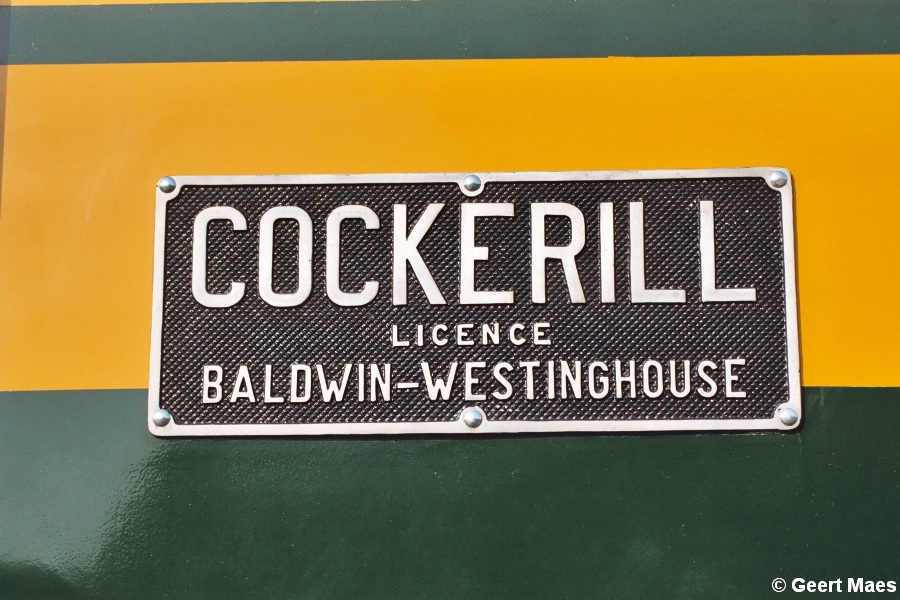 COCKERILL
LICENCE
BALDWIN-WESTINGHOUSE
© Geert Maes